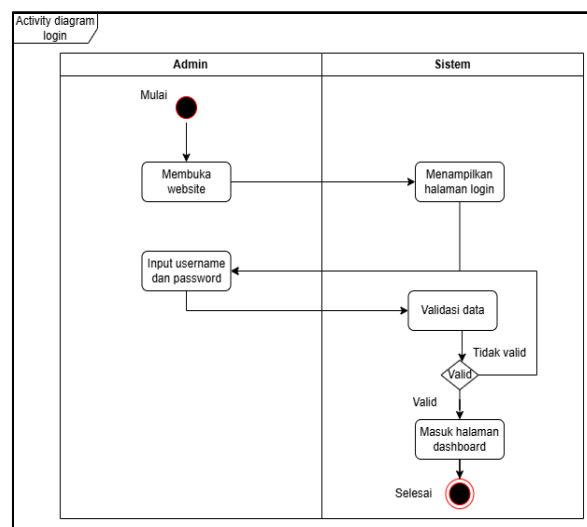 Activity diagram
login
Admin
Sistem
Mulai
Membuka
website
Menampilkan
halaman login
Input username
dan password
Validasi data
Tidak valid
Valid
Valid
Masuk halaman
dashboard
Selesai